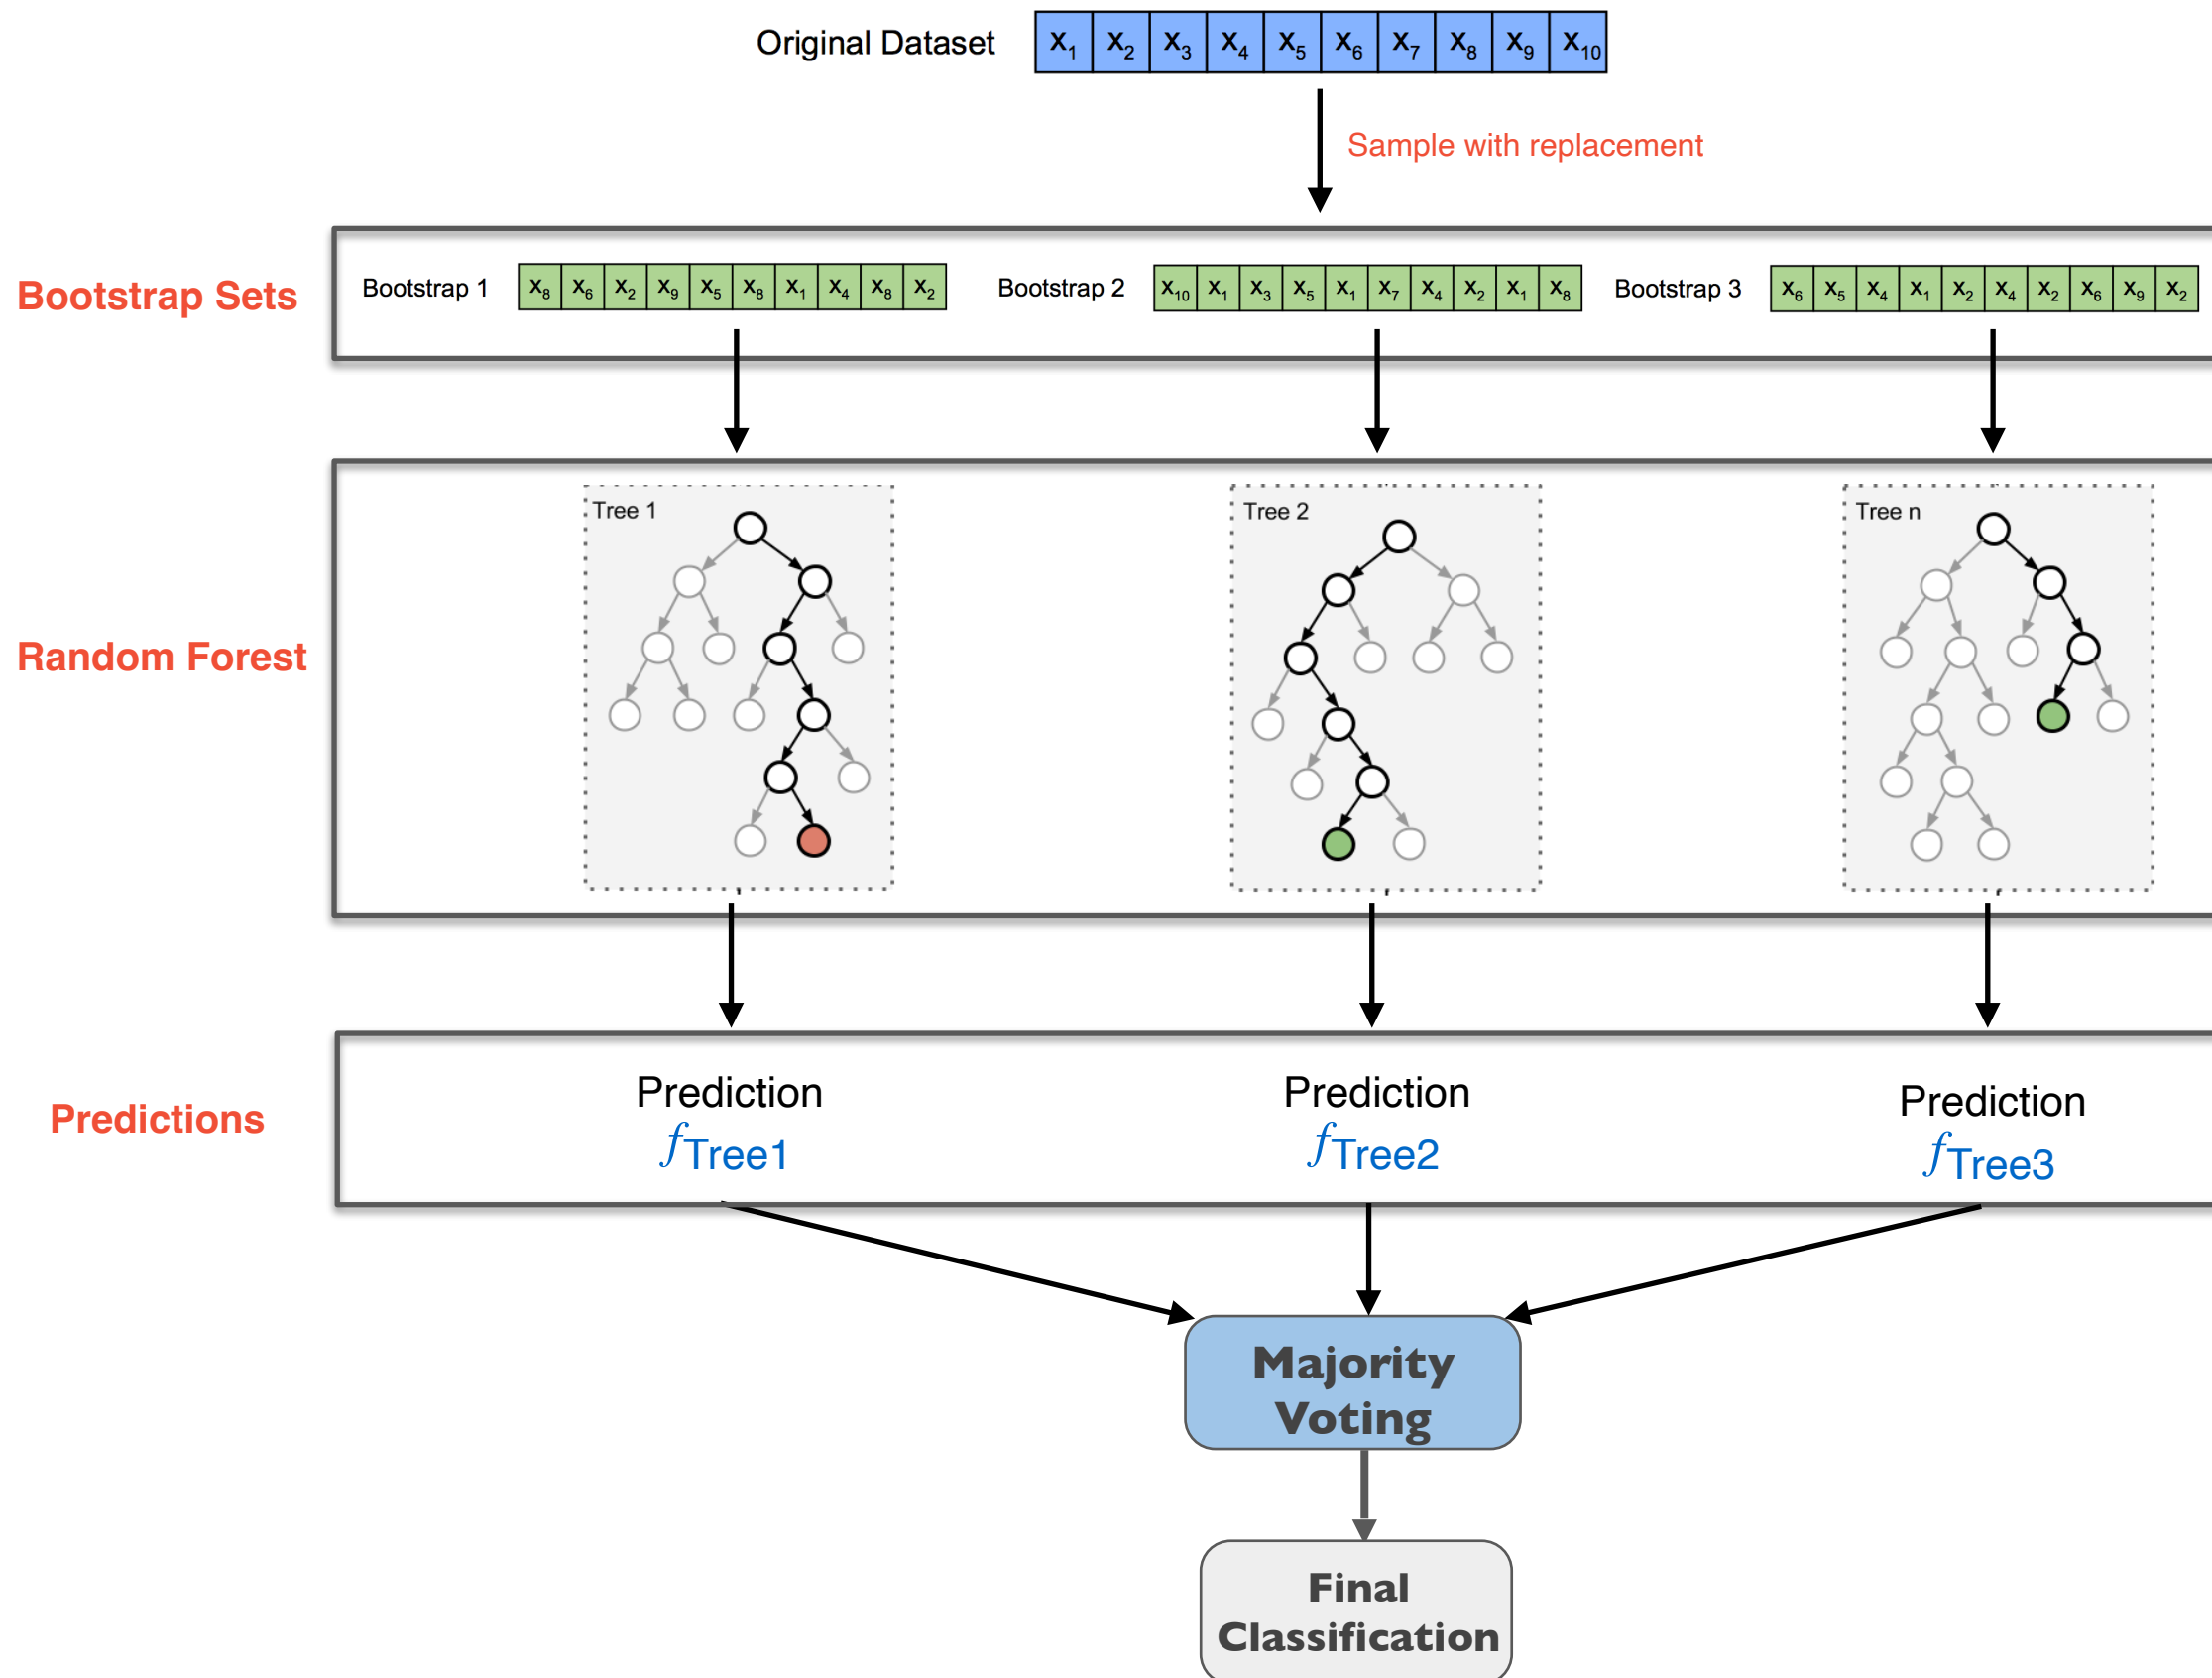 Original Dataset x1 x2 x3 x4 x5 x6 x7 x8 x9 x10
Sample with replacement
Bootstrap Sets
Bootstrap 1 x8 x6 x2 x9 x5 x8 x1 x4 x8 x2
Bootstrap 2 x10 x1 x3 x5 x1 x7 x4 x2 x1 x8
Bootstrap 3 x6 x5 x4 x1 x2 x4 x2 x6 x9 x2
Random Forest
Tree 1
Tree 2
Tree n
Predictions
Prediction
fTree1
Prediction
fTree2
Prediction
fTree3
Majority
Voting
Final
Classification